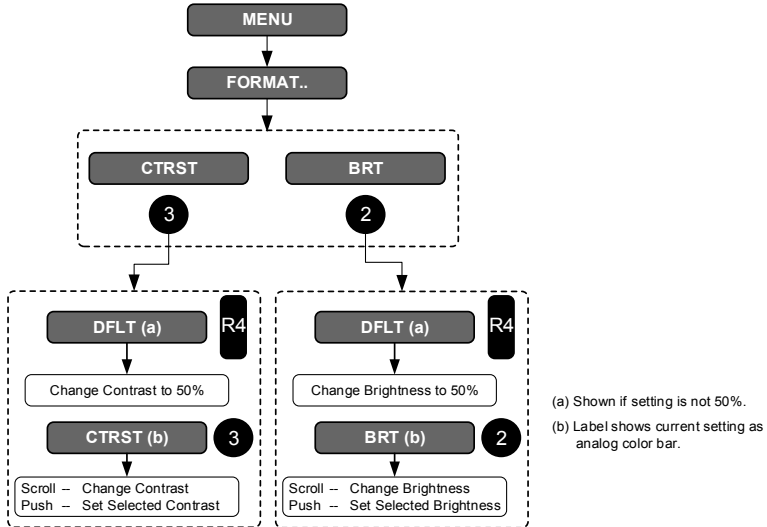 MENU
FORMAT..
CTRST
BRT
3
2
DFLT (a)
R4
Change Contrast to 50%
CTRST (b)
3
Scroll -- Change Contrast
Push -- Set Selected Contrast
DFLT (a)
R4
Change Brightness to 50%
BRT (b)
2
Scroll -- Change Brightness
Push -- Set Selected Brightness
(a) Shown if setting is not 50%.
(b) Label shows current setting as
analog color bar.